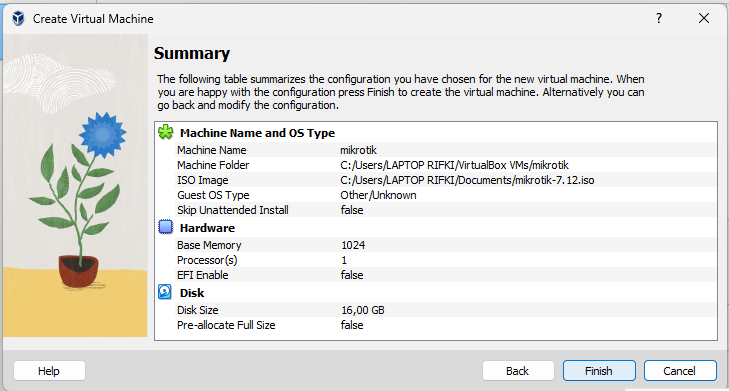 Create Virtual Machine
?
Summary
The following table summarizes the configuration you have chosen for the new virtual machine. When
you are happy with the configuration press Finish to create the virtual machine. Alternatively you can
go back and modify the configuration.
Machine Name and OS Type
Machine Name mikrotik
Machine Folder C:/Users/LAPTOP RIFKI/VirtualBox VMs/mikrotik
ISO Image C:/Users/LAPTOP RIFKI/Documents/mikrotik-7.12.iso
Guest OS Type Other/Unknown
Skip Unattended Install false
Hardware
Base Memory 1024
Processor(s) 1
EFI Enable false
Disk
Disk Size 16,00 GB
Pre-allocate Full Size false
Help Back Finish Cancel